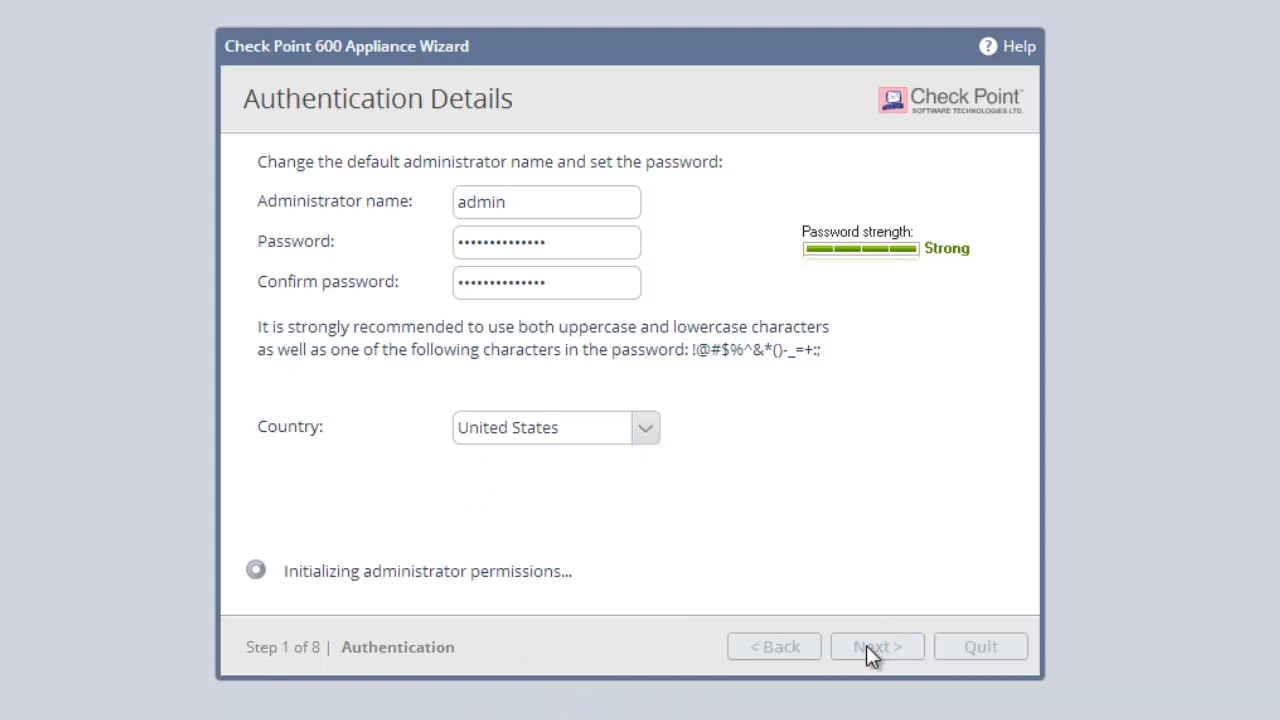 Check Point 600 Appliance Wizard
? Help
Authentication Details
Check Point™
SOFTWARE TECHNOLOGIES LTD.
Change the default administrator name and set the password:
Administrator name: admin
Password: ••••••••••••••
Password strength:
Strong
Confirm password: ••••••••••••••
It is strongly recommended to use both uppercase and lowercase characters
as well as one of the following characters in the password: !@#$%^&*()-_=+:;
Country: United States
Initializing administrator permissions...
Step 1 of 8 | Authentication
< Back
Next >
Quit